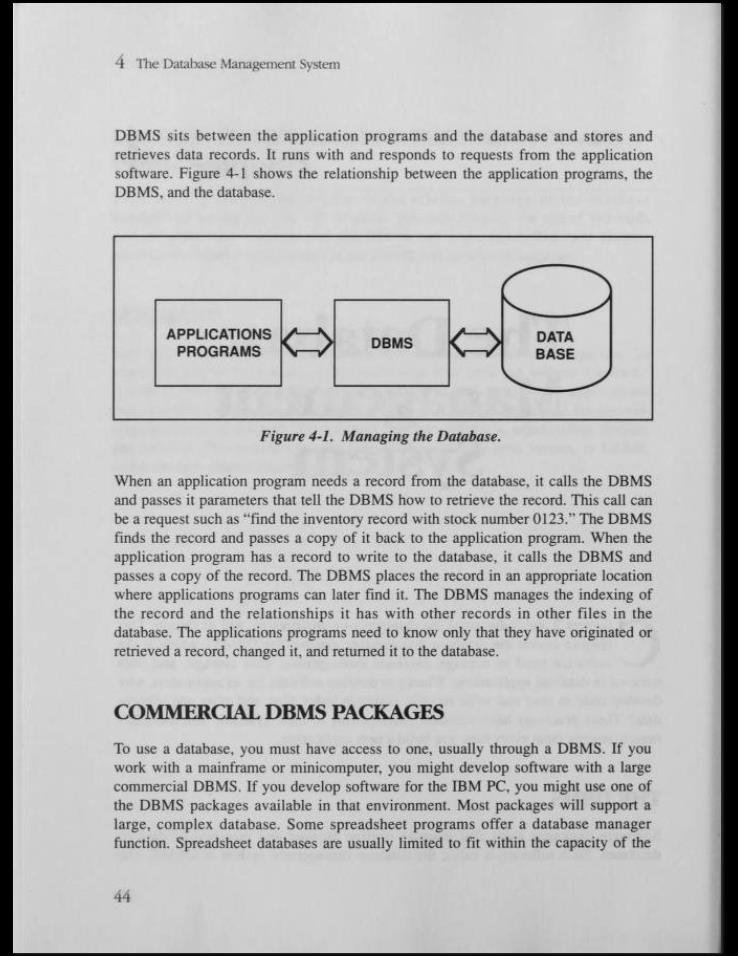 4 The Database Management System
DBMS sits between the application programs and the database and stores and
retrieves data records. It runs with and responds to requests from the application
software. Figure 4-1 shows the relationship between the application programs, the
DBMS, and the database.
APPLICATIONS
PROGRAMS
DBMS
DATA
BASE
Figure 4-1. Managing the Database.
When an application program needs a record from the database, it calls the DBMS
and passes it parameters that tell the DBMS how to retrieve the record. This call can
be a request such as “find the inventory record with stock number 0123.” The DBMS
finds the record and passes a copy of it back to the application program. When the
application program has a record to write to the database, it calls the DBMS and
passes a copy of the record. The DBMS places the record in an appropriate location
where applications programs can later find it. The DBMS manages the indexing of
the record and the relationships it has with other records in other files in the
database. The applications programs need to know only that they have originated or
retrieved a record, changed it, and returned it to the database.
COMMERCIAL DBMS PACKAGES
To use a database, you must have access to one, usually through a DBMS. If you
work with a mainframe or minicomputer, you might develop software with a large
commercial DBMS. If you develop software for the IBM PC, you might use one of
the DBMS packages available in that environment. Most packages will support a
large, complex database. Some spreadsheet programs offer a database manager
function. Spreadsheet databases are usually limited to fit within the capacity of the
44